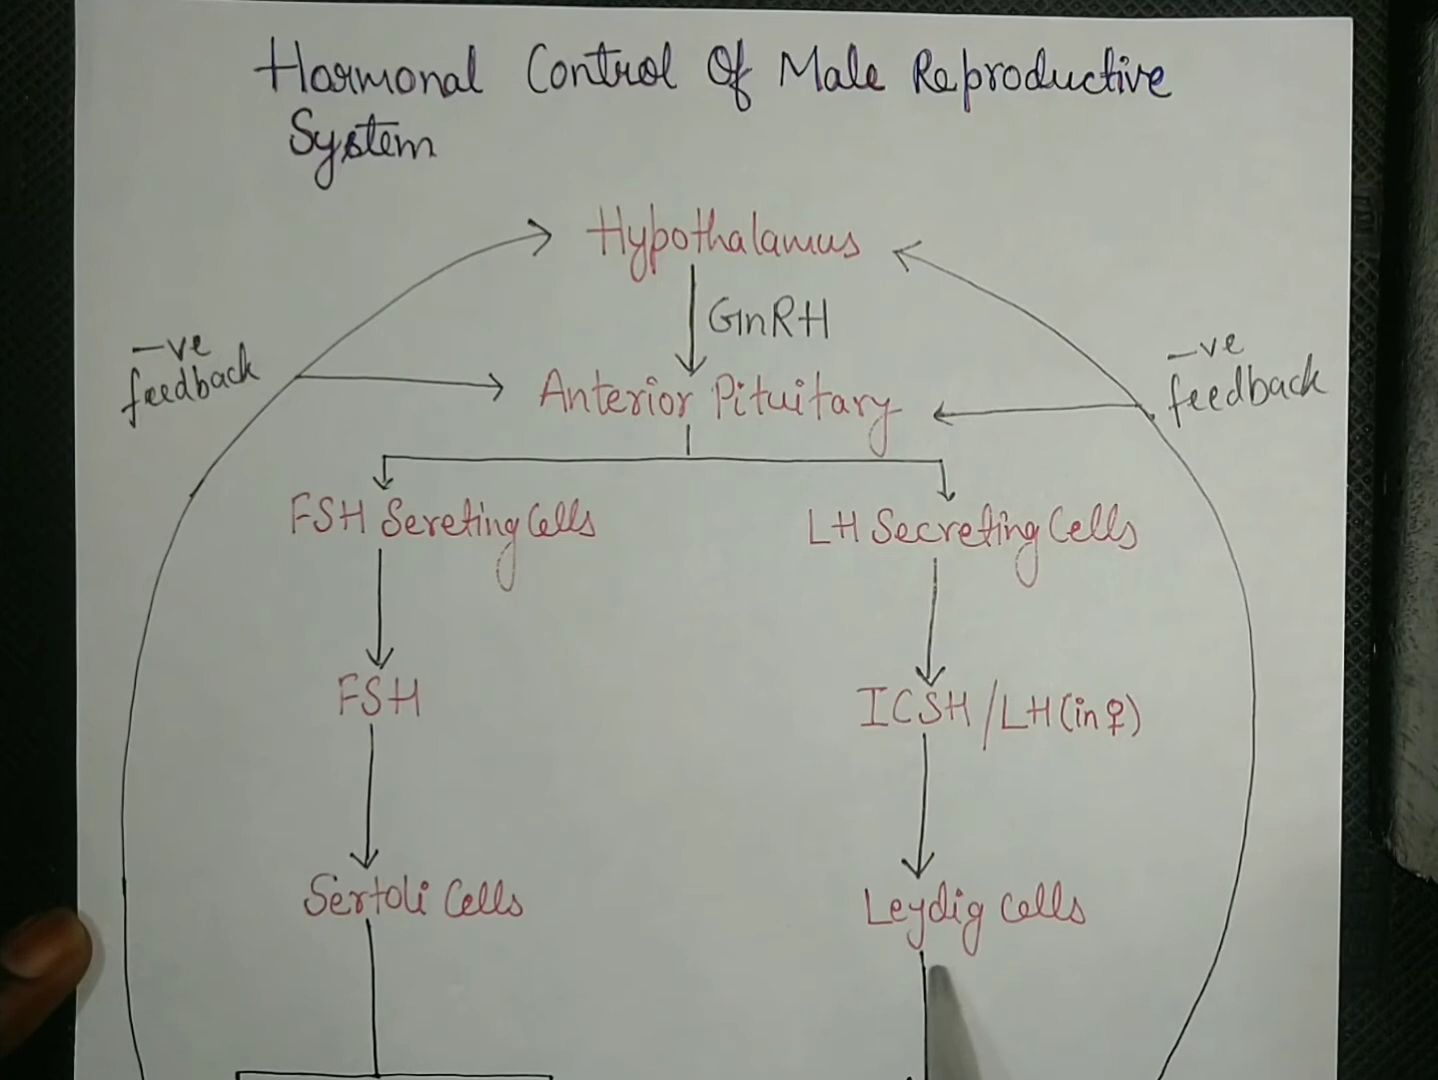 Hormonal Control Of Male Reproductive
System
Hypothalamus
GnRH
-ve
feedback
-ve
feedback
Anterior Pituitary
FSH Sereting Cells
LH Secreting Cells
FSH
ICSH/LH(in♀)
Sertoli Cells
Leydig cells